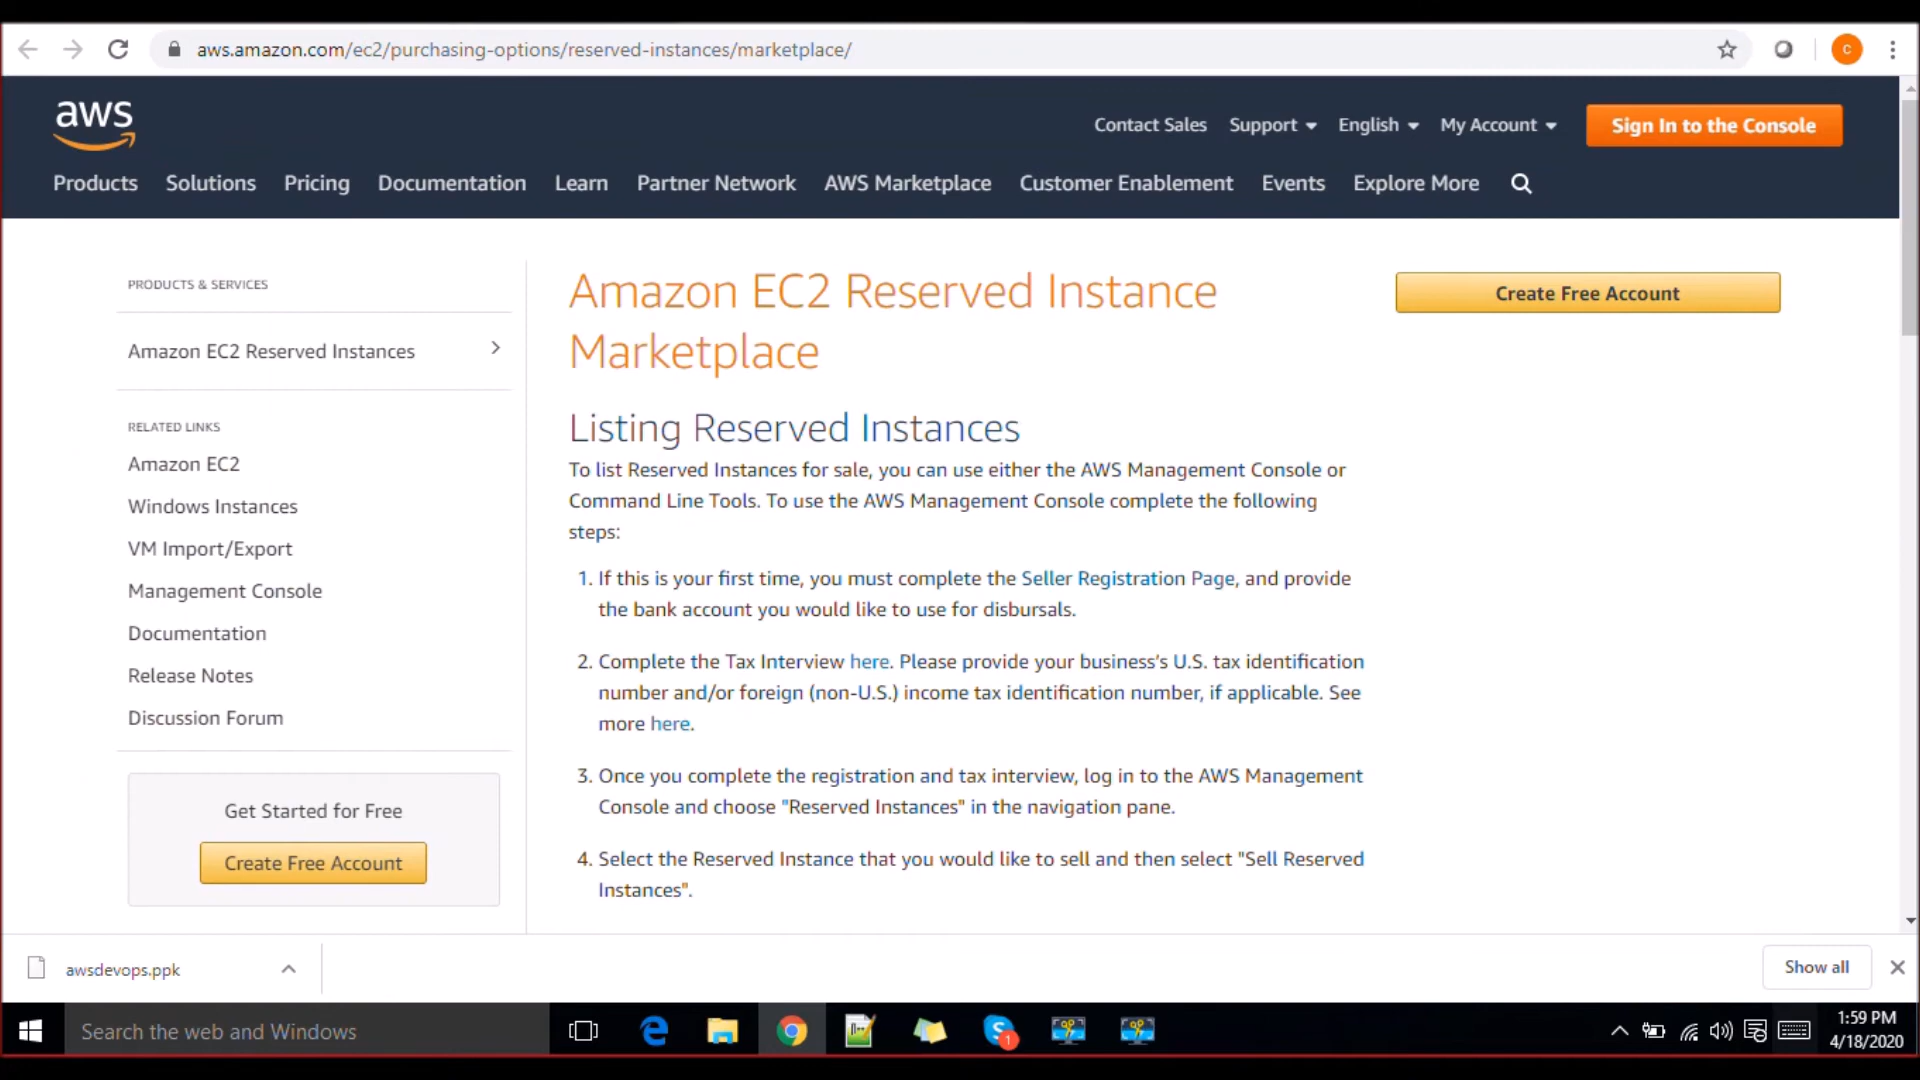 aws.amazon.com/ec2/purchasing-options/reserved-instances/marketplace/
C
aws
Contact Sales Support English My Account Sign In to the Console
Products Solutions Pricing Documentation Learn Partner Network AWS Marketplace Customer Enablement Events Explore More
PRODUCTS & SERVICES
Amazon EC2 Reserved Instances
RELATED LINKS
Amazon EC2
Windows Instances
VM Import/Export
Management Console
Documentation
Release Notes
Discussion Forum
Get Started for Free
Create Free Account
Amazon EC2 Reserved Instance
Marketplace
Listing Reserved Instances
To list Reserved Instances for sale, you can use either the AWS Management Console or
Command Line Tools. To use the AWS Management Console complete the following
steps:
1. If this is your first time, you must complete the Seller Registration Page, and provide
the bank account you would like to use for disbursals.
2. Complete the Tax Interview here. Please provide your business's U.S. tax identification
number and/or foreign (non-U.S.) income tax identification number, if applicable. See
more here.
3. Once you complete the registration and tax interview, log in to the AWS Management
Console and choose "Reserved Instances" in the navigation pane.
4. Select the Reserved Instance that you would like to sell and then select "Sell Reserved
Instances".
Create Free Account
awsdevops.ppk
Show all
Search the web and Windows
1
1:59 PM
4/18/2020